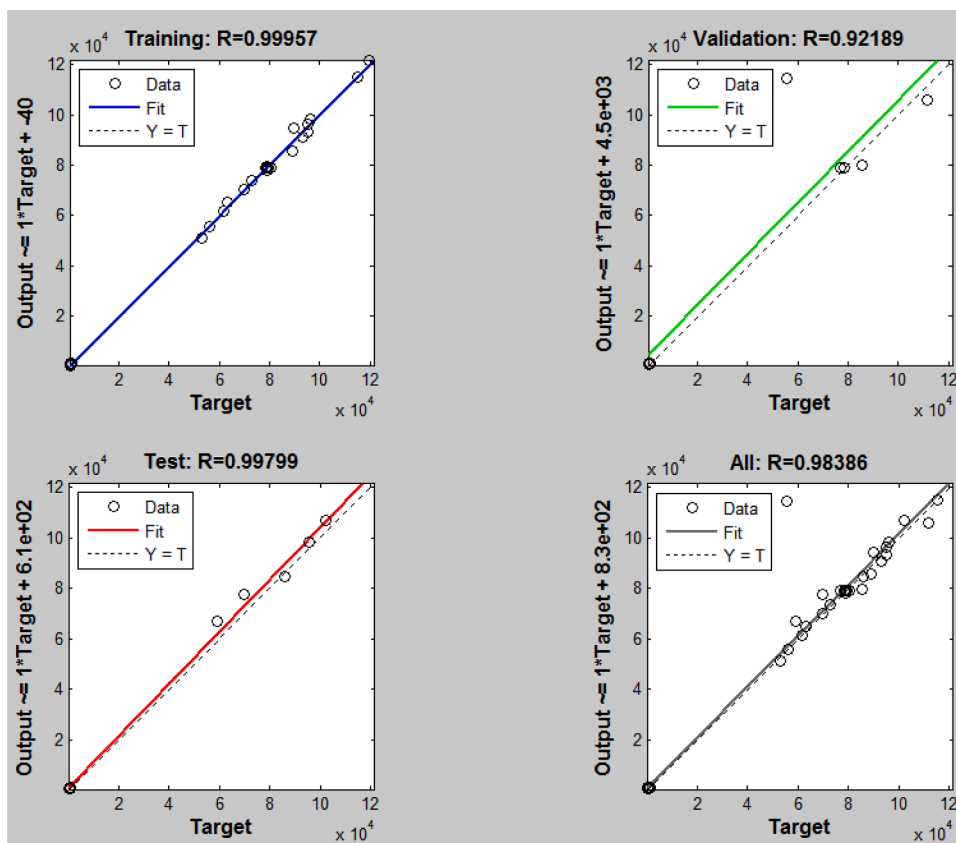 Training: R=0.99957
x 10^4
Output ~= 1*Target + -40
12
10
8
6
4
2
Data
Fit
Y = T
2 4 6 8 10 12
x 10^4
Target
Validation: R=0.92189
x 10^4
Output ~= 1*Target + 4.5e+03
12
10
8
6
4
2
Data
Fit
Y = T
2 4 6 8 10 12
x 10^4
Target
Test: R=0.99799
x 10^4
Output ~= 1*Target + 6.1e+02
12
10
8
6
4
2
Data
Fit
Y = T
2 4 6 8 10 12
x 10^4
Target
All: R=0.98386
x 10^4
Output ~= 1*Target + 8.3e+02
12
10
8
6
4
2
Data
Fit
Y = T
2 4 6 8 10 12
x 10^4
Target